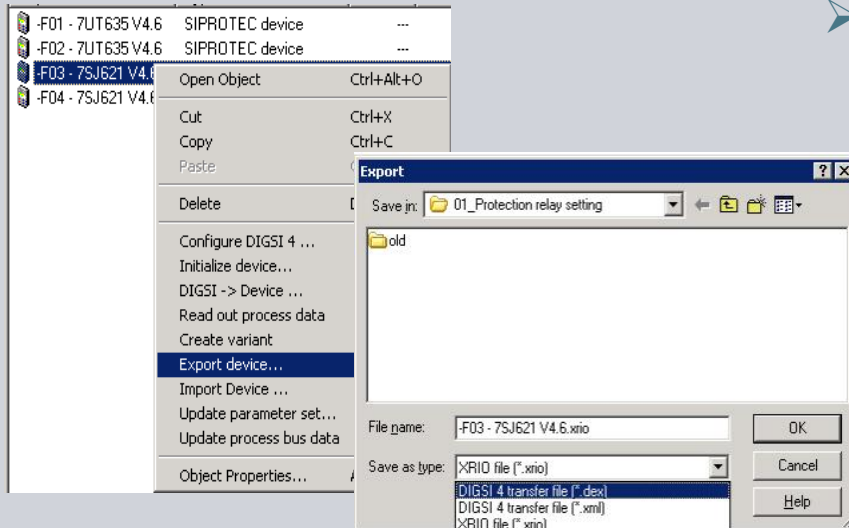 -F01 - 7UT635 V4.6 SIPROTEC device ---
-F02 - 7UT635 V4.6 SIPROTEC device ---
-F03 - 7SJ621 V4.6
-F04 - 7SJ621 V4.6
Open Object Ctrl+Alt+O
Cut Ctrl+X
Copy Ctrl+C
Paste
Delete
Configure DIGSI 4 ...
Initialize device...
DIGSI -> Device ...
Read out process data
Create variant
Export device...
Import Device ...
Update parameter set...
Update process bus data
Object Properties...
Export
Save in: 01_Protection relay setting
old
File name: -F03 - 7SJ621 V4.6.xrio OK
Save as type: XRIO file (*.xrio) Cancel
DIGSI 4 transfer file (*.dex)
DIGSI 4 transfer file (*.xml) Help
XRIO file (*.xrio)